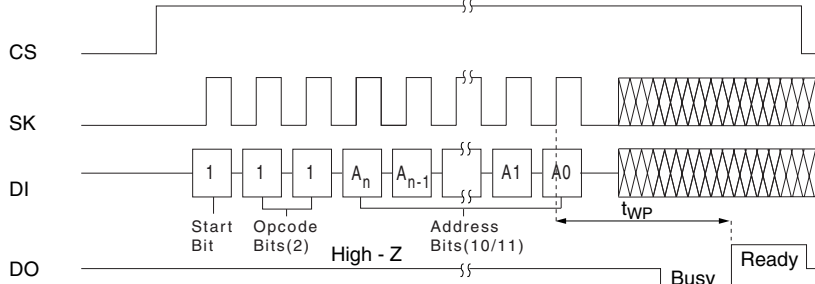 CS
SK
DI
1 1 1 An An-1 A1 A0
Start Bit
Opcode Bits(2)
Address Bits(10/11)
tWP
DO
High - Z
Busy
Ready